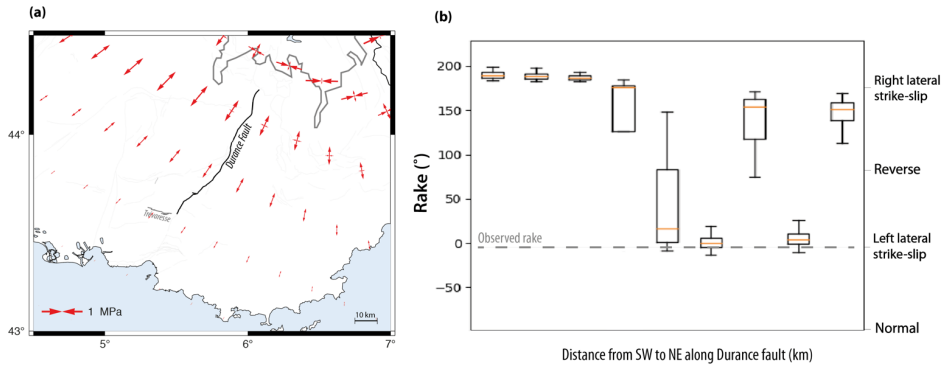 (a)
(b)
44°
43°
5°
6°
7°
Durance Fault
Trévaresse
1 MPa
10 km
Rake (°)
200
150
100
50
0
−50
Observed rake
Right lateral
strike-slip
Reverse
Left lateral
strike-slip
Normal
Distance from SW to NE along Durance fault (km)